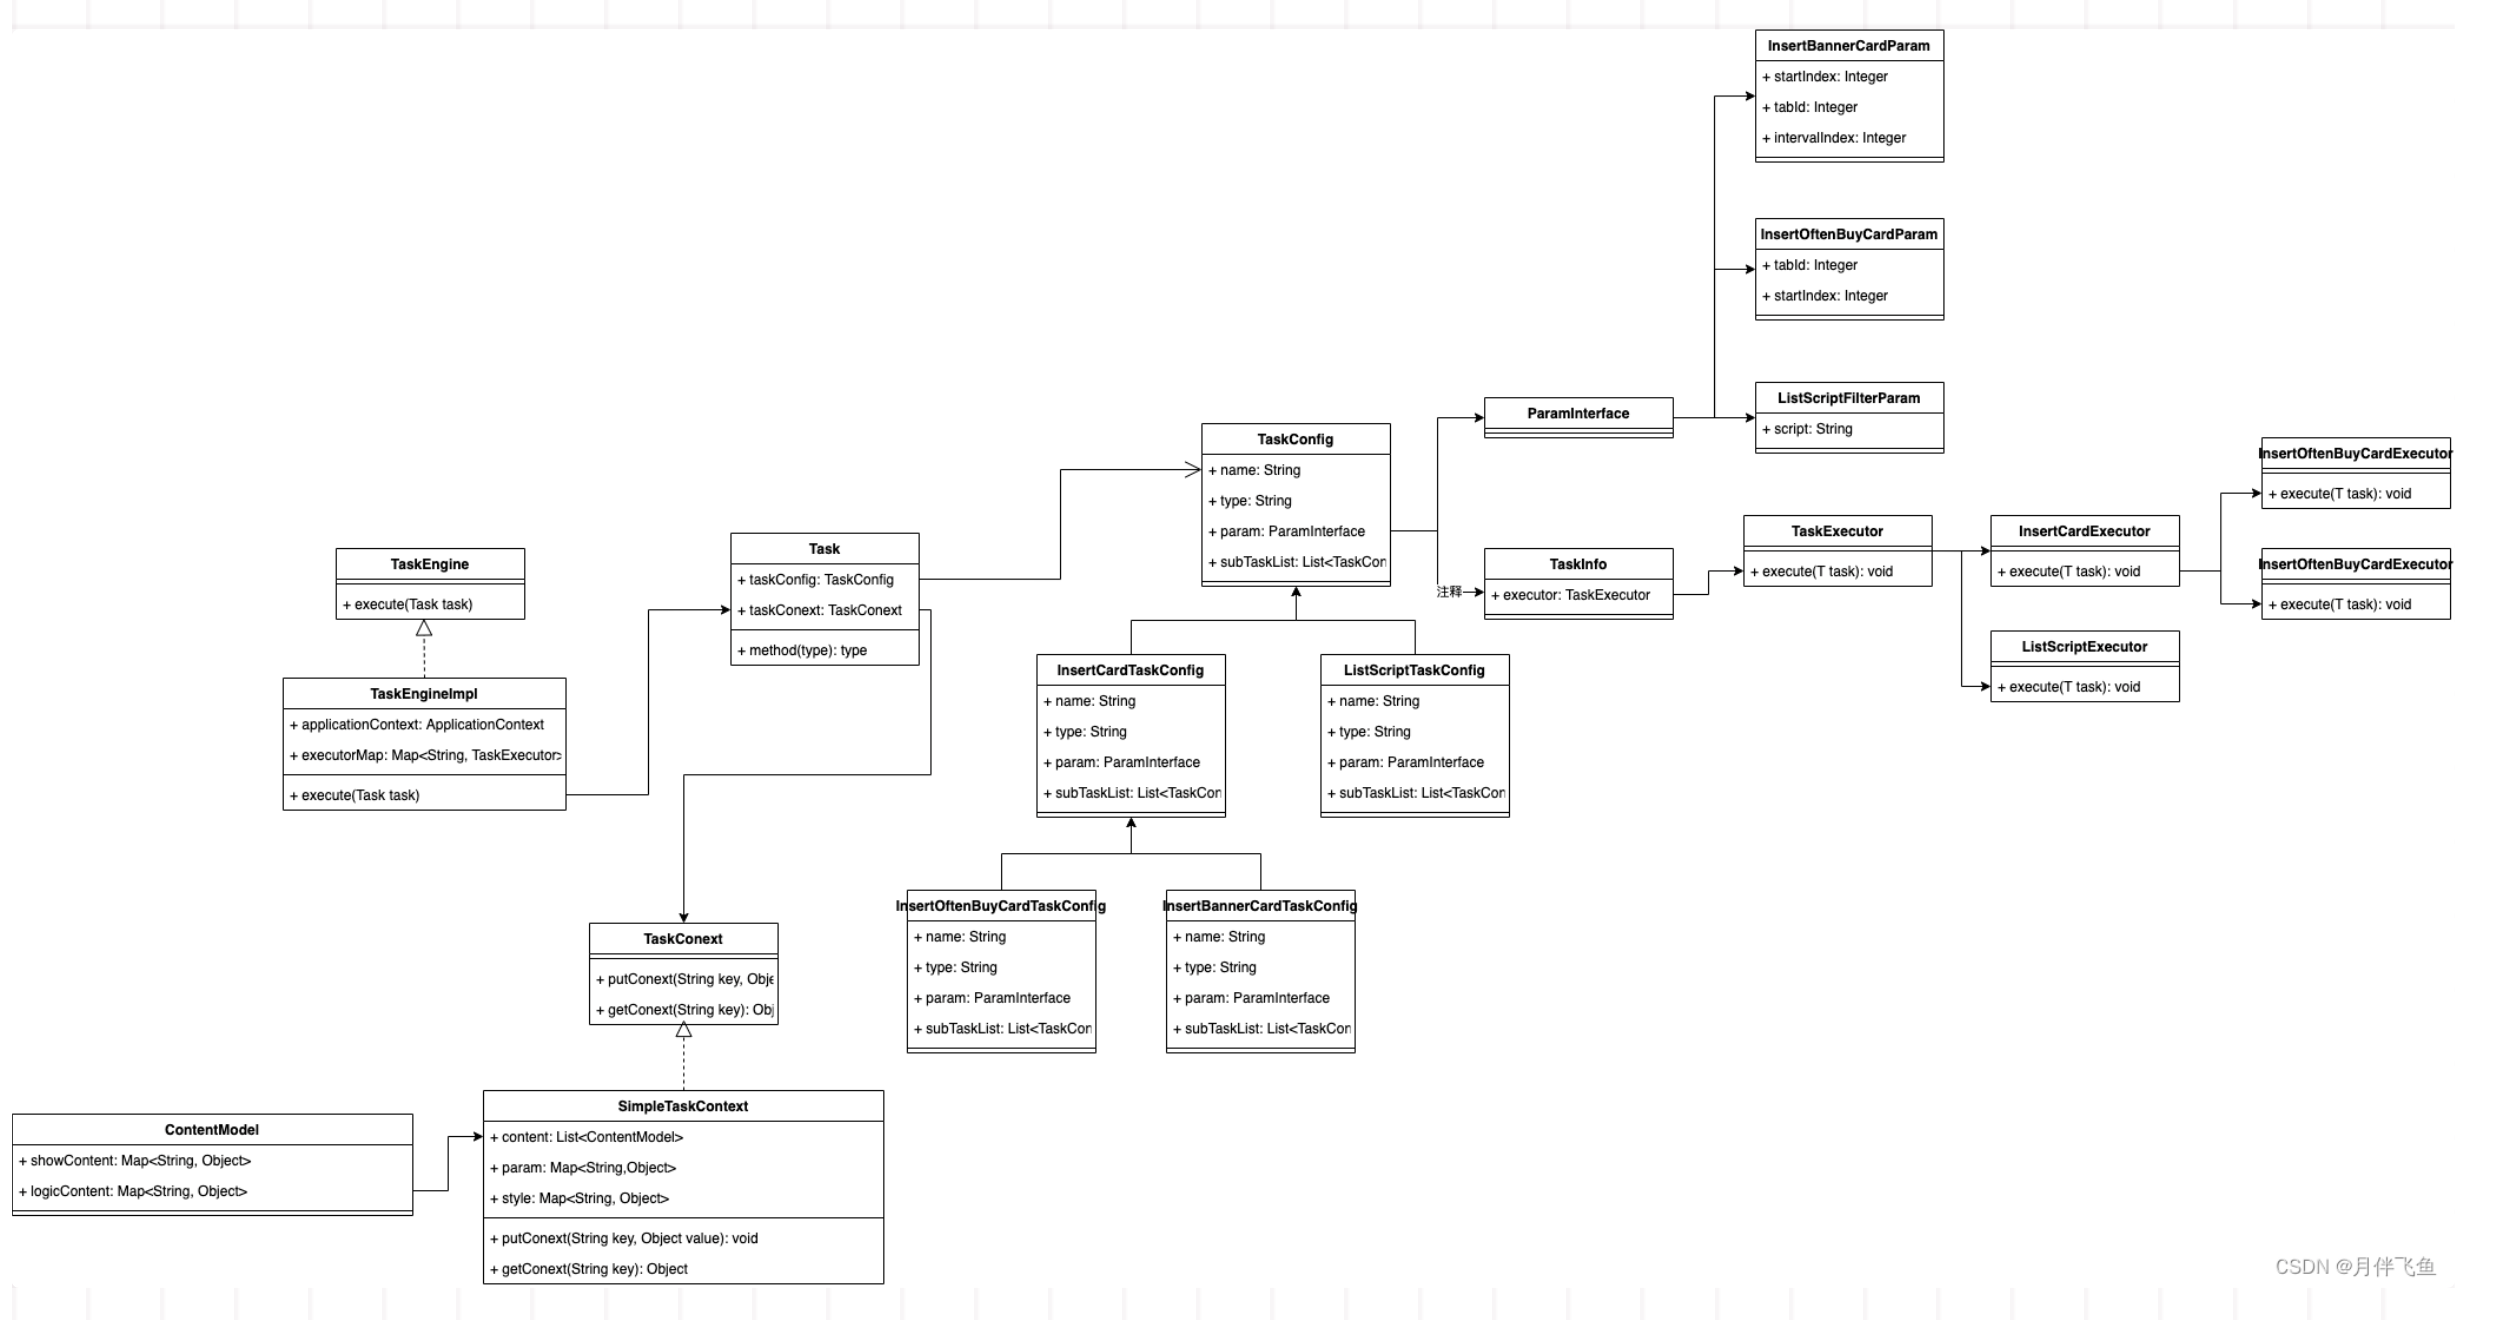 InsertBannerCardParam
+ startIndex: Integer
+ tabId: Integer
+ intervalIndex: Integer
InsertOftenBuyCardParam
+ tabId: Integer
+ startIndex: Integer
ListScriptFilterParam
+ script: String
ParamInterface
TaskConfig
+ name: String
+ type: String
+ param: ParamInterface
+ subTaskList: List<TaskCon
InsertOftenBuyCardExecutor
+ execute(T task): void
TaskExecutor
+ execute(T task): void
InsertCardExecutor
+ execute(T task): void
InsertOftenBuyCardExecutor
+ execute(T task): void
TaskInfo
+ executor: TaskExecutor
注释
ListScriptExecutor
+ execute(T task): void
Task
+ taskConfig: TaskConfig
+ taskConext: TaskConext
+ method(type): type
TaskEngine
+ execute(Task task)
TaskEngineImpl
+ applicationContext: ApplicationContext
+ executorMap: Map<String, TaskExecutor>
+ execute(Task task)
InsertCardTaskConfig
+ name: String
+ type: String
+ param: ParamInterface
+ subTaskList: List<TaskCon
ListScriptTaskConfig
+ name: String
+ type: String
+ param: ParamInterface
+ subTaskList: List<TaskCon
InsertOftenBuyCardTaskConfig
+ name: String
+ type: String
+ param: ParamInterface
+ subTaskList: List<TaskCon
InsertBannerCardTaskConfig
+ name: String
+ type: String
+ param: ParamInterface
+ subTaskList: List<TaskCon
TaskConext
+ putConext(String key, Obje
+ getConext(String key): Obj
SimpleTaskContext
+ content: List<ContentModel>
+ param: Map<String,Object>
+ style: Map<String, Object>
+ putConext(String key, Object value): void
+ getConext(String key): Object
ContentModel
+ showContent: Map<String, Object>
+ logicContent: Map<String, Object>
CSDN @月伴飞鱼